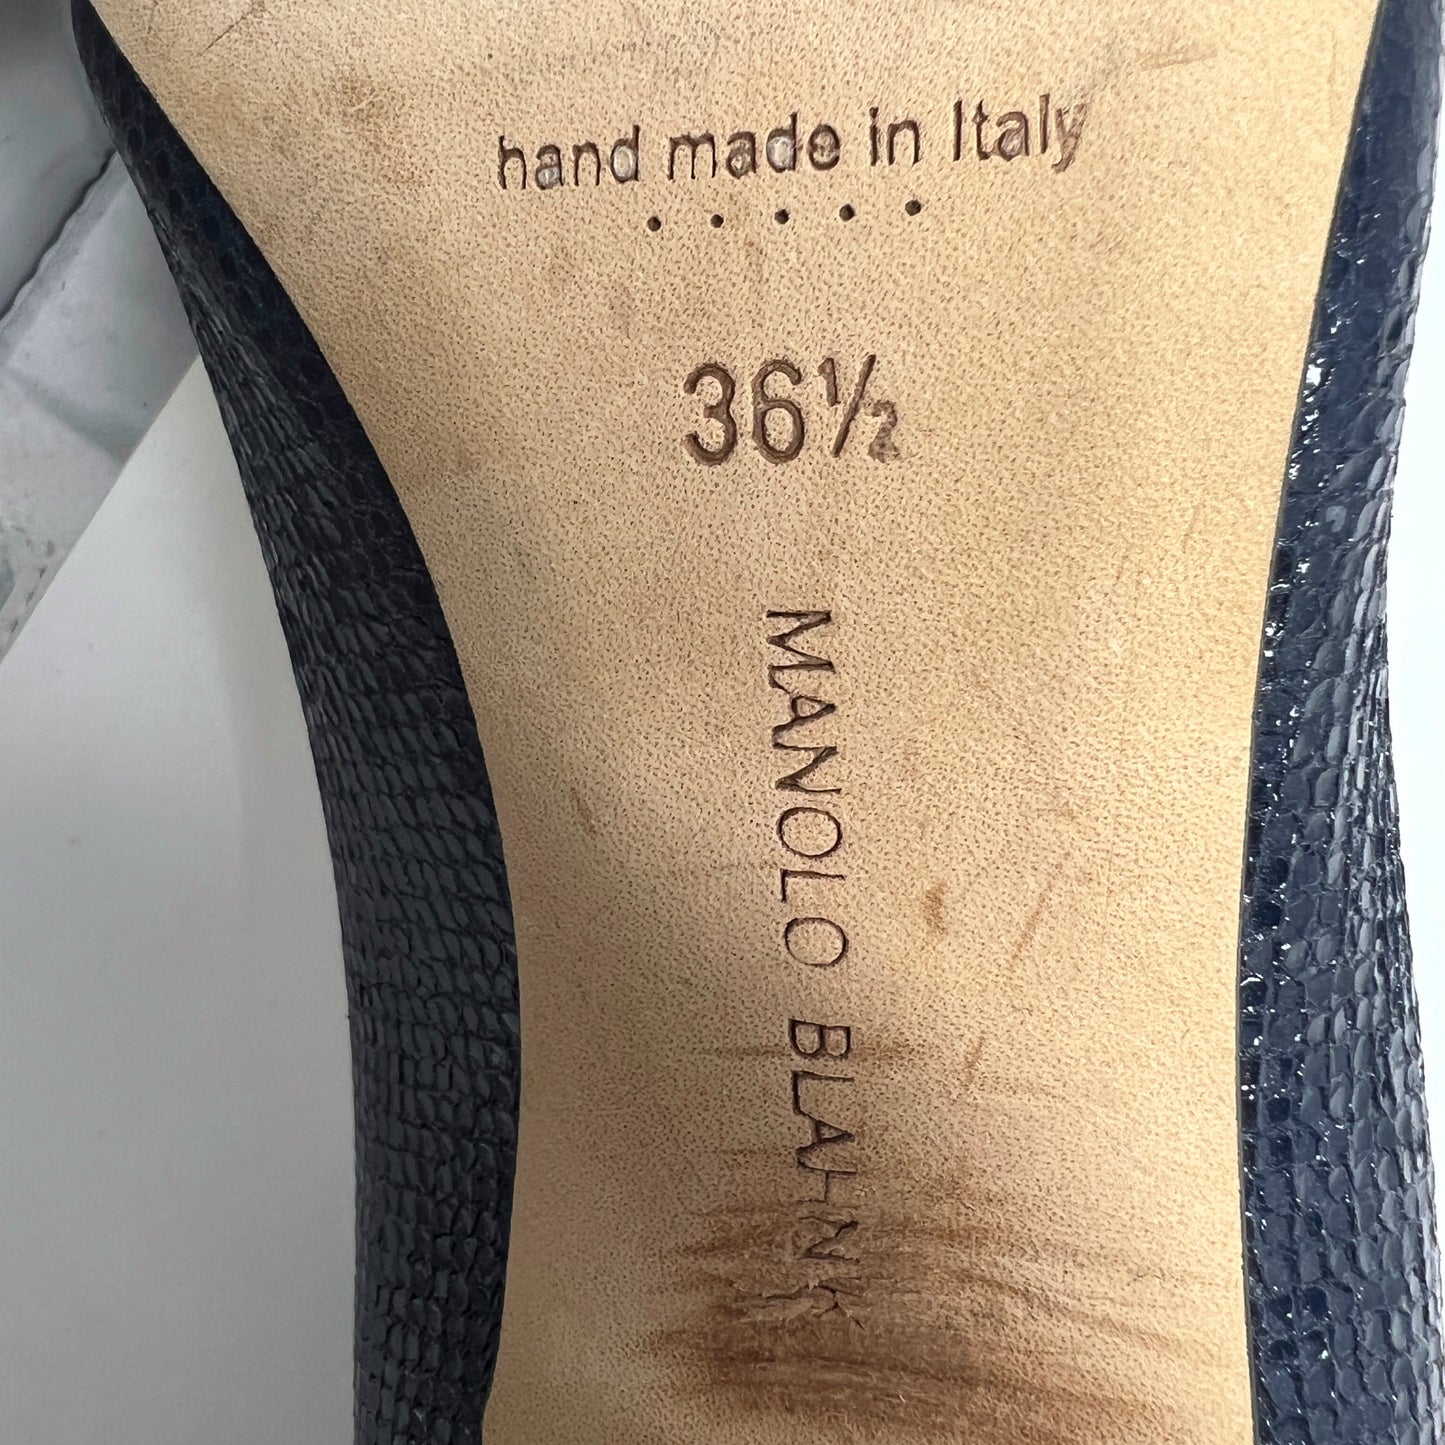 hand made in Italy
36½
MANOLO BLAHNIK